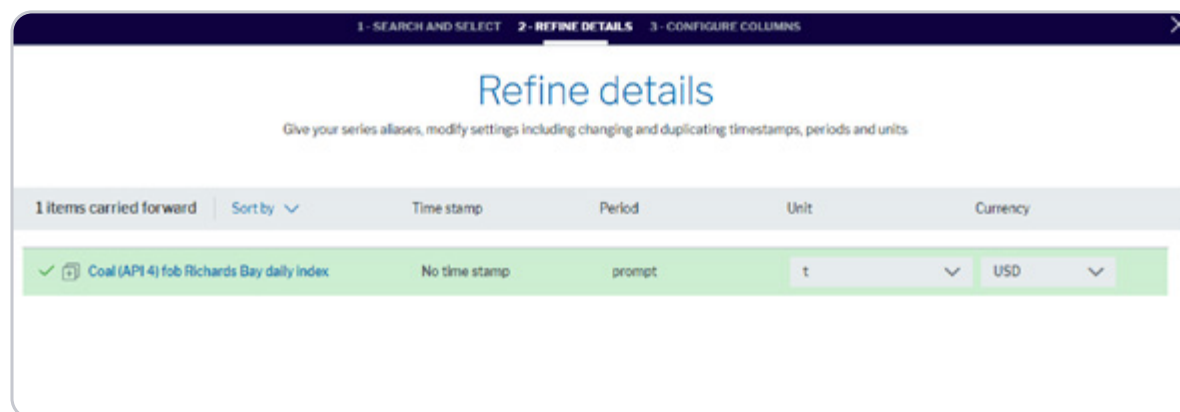 1 - SEARCH AND SELECT 2 - REFINE DETAILS 3 - CONFIGURE COLUMNS
Refine details
Give your series aliases, modify settings including changing and duplicating timestamps, periods and units
1 items carried forward Sort by Time stamp Period Unit Currency
Coal (API 4) fob Richards Bay daily index No time stamp prompt t USD